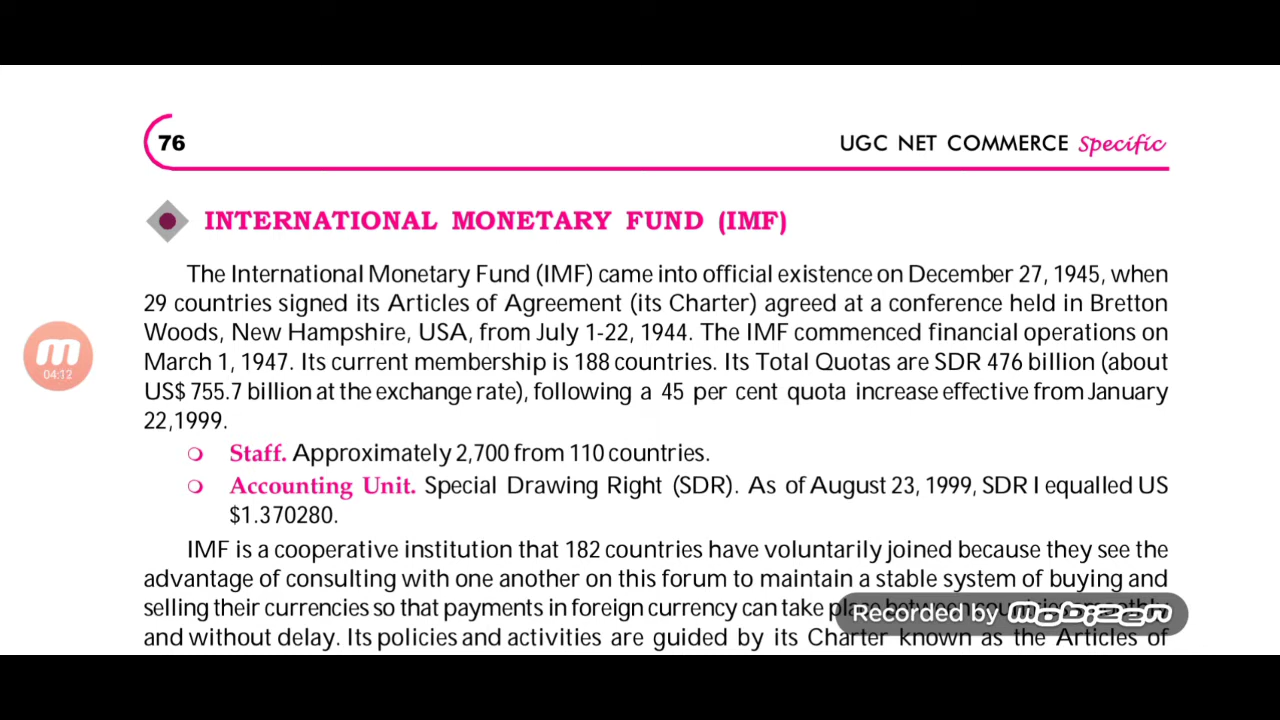 76
UGC NET COMMERCE Specific
INTERNATIONAL MONETARY FUND (IMF)
The International Monetary Fund (IMF) came into official existence on December 27, 1945, when
29 countries signed its Articles of Agreement (its Charter) agreed at a conference held in Bretton
Woods, New Hampshire, USA, from July 1-22, 1944. The IMF commenced financial operations on
March 1, 1947. Its current membership is 188 countries. Its Total Quotas are SDR 476 billion (about
US$ 755.7 billion at the exchange rate), following a 45 per cent quota increase effective from January
22,1999.
Staff. Approximately 2,700 from 110 countries.
Accounting Unit. Special Drawing Right (SDR). As of August 23, 1999, SDR I equalled US
$1.370280.
IMF is a cooperative institution that 182 countries have voluntarily joined because they see the
advantage of consulting with one another on this forum to maintain a stable system of buying and
selling their currencies so that payments in foreign currency can take place between countries smoothly
and without delay. Its policies and activities are guided by its Charter known as the Articles of
04:12
Recorded by mobizen